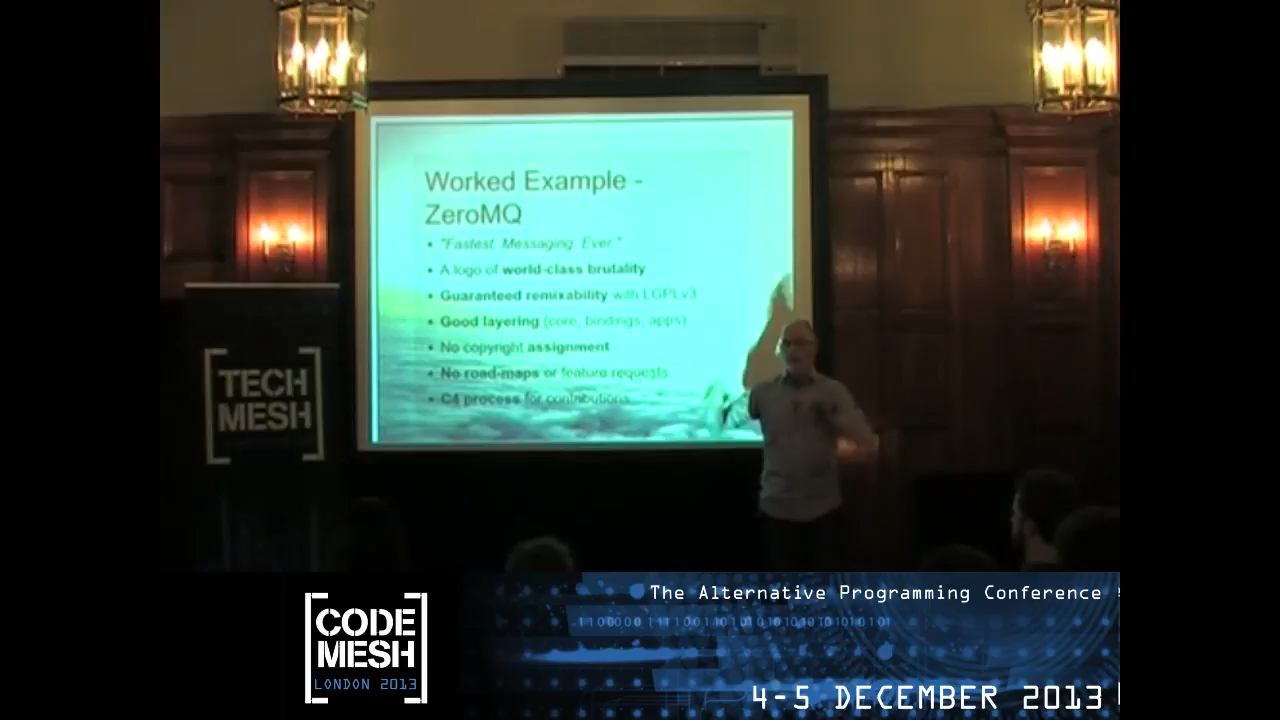 Worked Example -
ZeroMQ
• "Fastest. Messaging. Ever."
• A logo of world-class brutality
• Guaranteed remixability with LGPLv3
• Good layering (core, bindings, apps)
• No copyright assignment
• No road-maps or feature requests
• C4 process for contributions
TECH
MESH
CODE
MESH
LONDON 2013
The Alternative Programming Conference
4-5 DECEMBER 2013